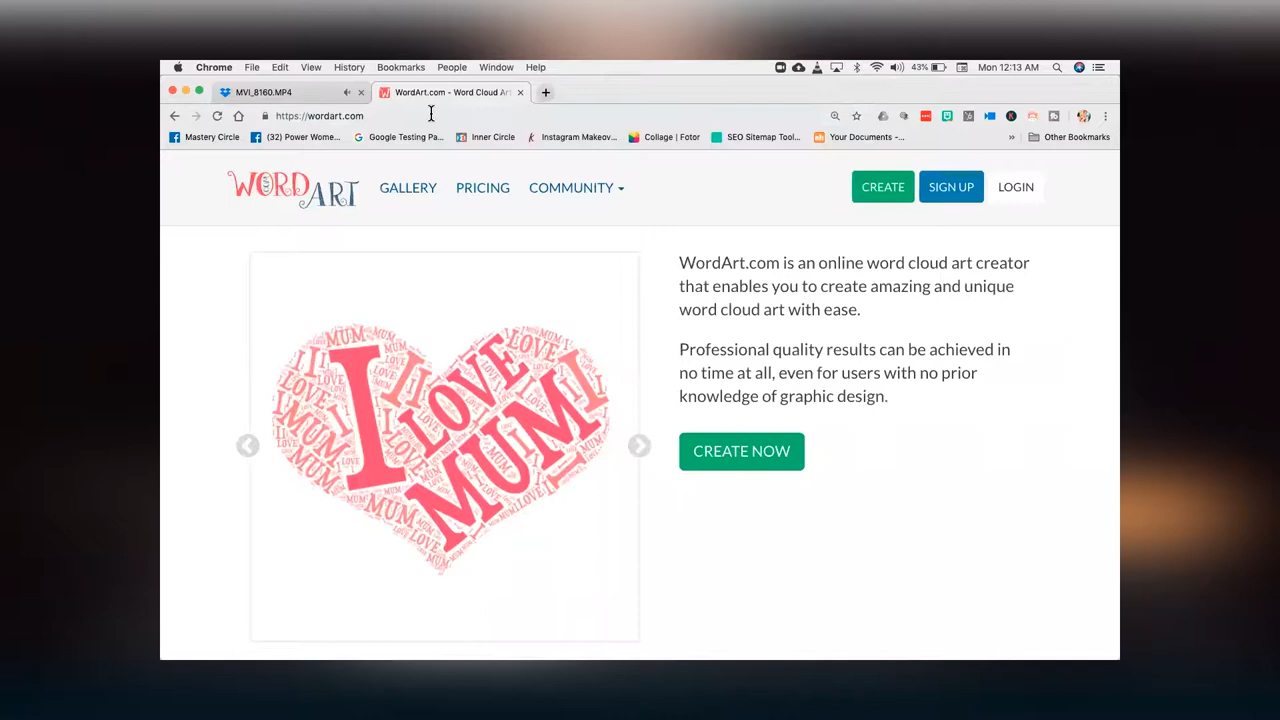 Chrome File Edit View History Bookmarks People Window Help 43% Mon 12:13 AM
MVI_8160.MP4 WordArt.com - Word Cloud Art
https://wordart.com
Mastery Circle (32) Power Wome... Google Testing Pa... Inner Circle Instagram Makeov... Collage | Fotor SEO Sitemap Tool... Your Documents -... » Other Bookmarks
WORD ART GALLERY PRICING COMMUNITY CREATE SIGN UP LOGIN
WordArt.com is an online word cloud art creator
that enables you to create amazing and unique
word cloud art with ease.
Professional quality results can be achieved in
no time at all, even for users with no prior
knowledge of graphic design.
CREATE NOW
I LOVE
MUM